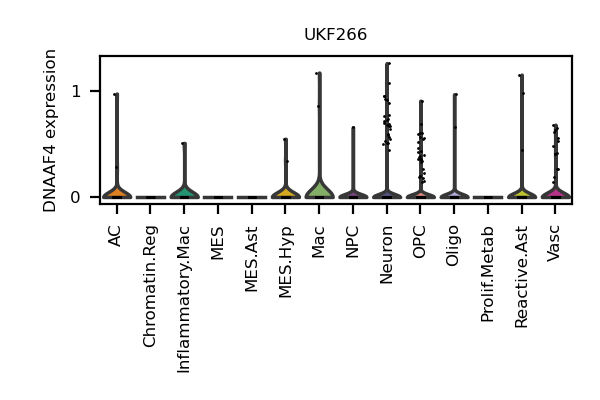 UKF266
DNAAF4 expression
1
0
AC
Chromatin.Reg
Inflammatory.Mac
MES
MES.Ast
MES.Hyp
Mac
NPC
Neuron
OPC
Oligo
Prolif.Metab
Reactive.Ast
Vasc